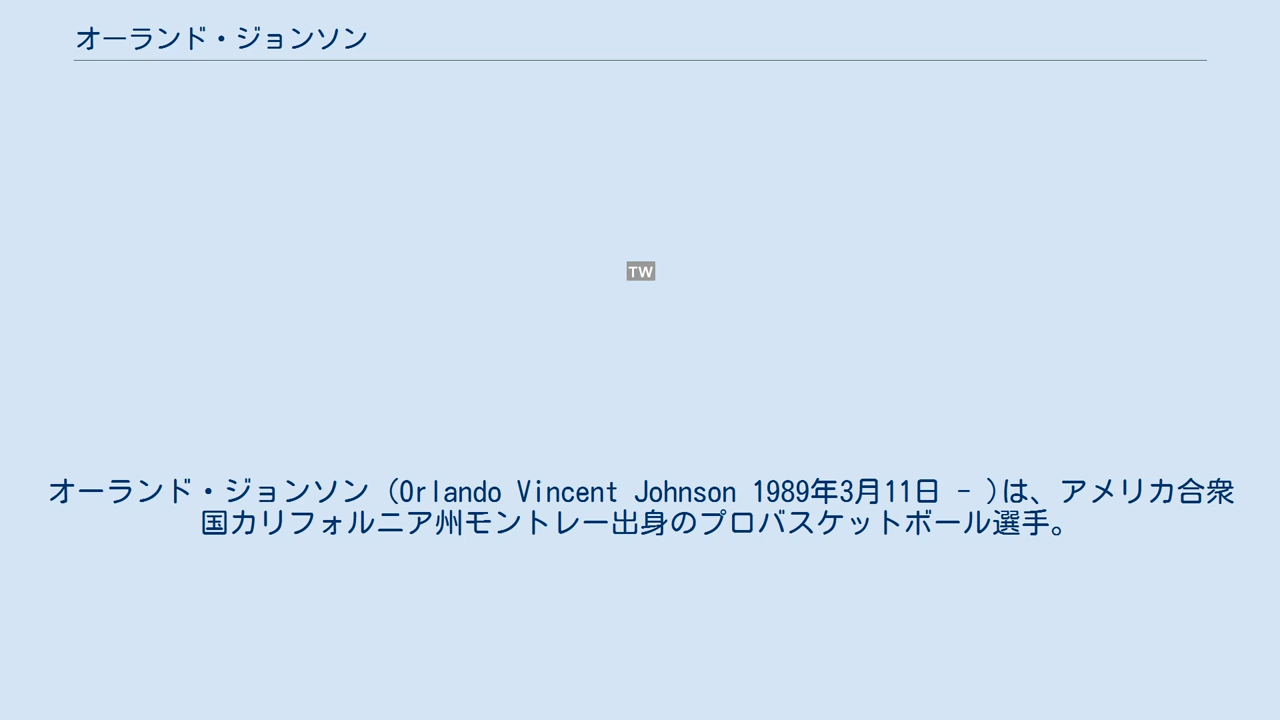 オーランド・ジョンソン
TW
オーランド・ジョンソン (Orlando Vincent Johnson 1989年3月11日 - )は、アメリカ合衆
国カリフォルニア州モントレー出身のプロバスケットボール選手。